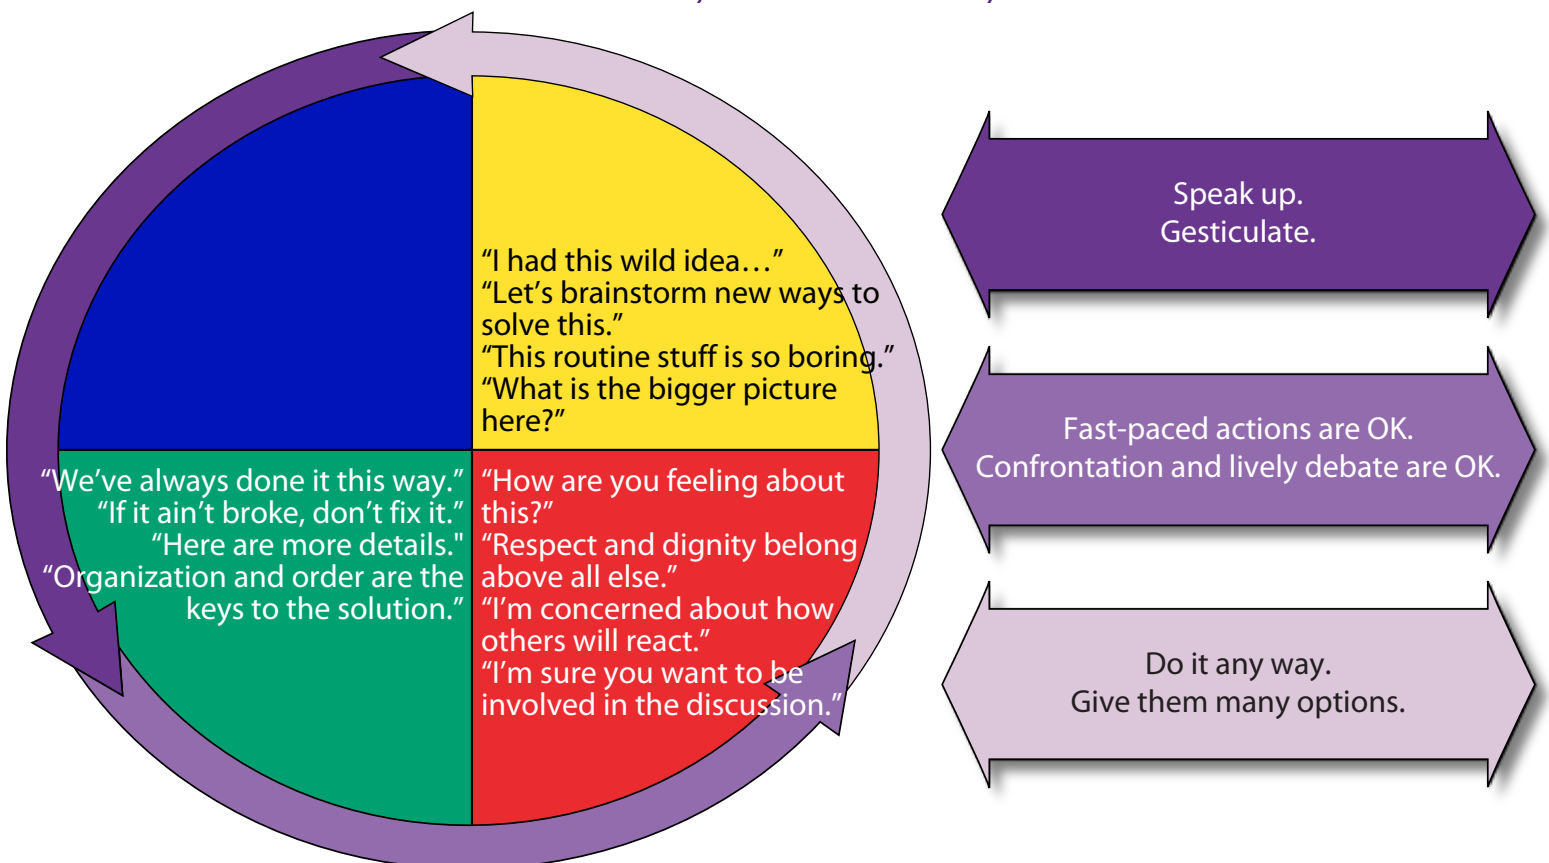 “I had this wild idea…”
“Let’s brainstorm new ways to
solve this.”
“This routine stuff is so boring.”
“What is the bigger picture
here?”
“We’ve always done it this way.”
“If it ain’t broke, don’t fix it.”
“Here are more details."
“Organization and order are the
keys to the solution.”
“How are you feeling about
this?”
“Respect and dignity belong
above all else.”
“I’m concerned about how
others will react.”
“I’m sure you want to be
involved in the discussion.”
Speak up.
Gesticulate.
Fast-paced actions are OK.
Confrontation and lively debate are OK.
Do it any way.
Give them many options.